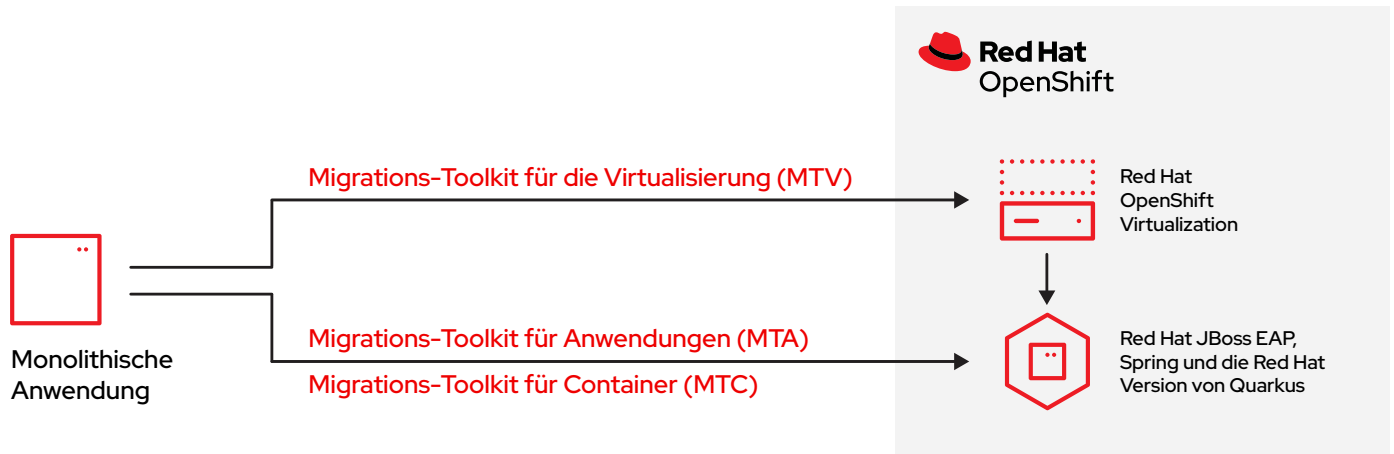 Red Hat
OpenShift
Migrations-Toolkit für die Virtualisierung (MTV)
Red Hat
OpenShift
Virtualization
Monolithische
Anwendung
Migrations-Toolkit für Anwendungen (MTA)
Migrations-Toolkit für Container (MTC)
Red Hat JBoss EAP,
Spring und die Red Hat
Version von Quarkus